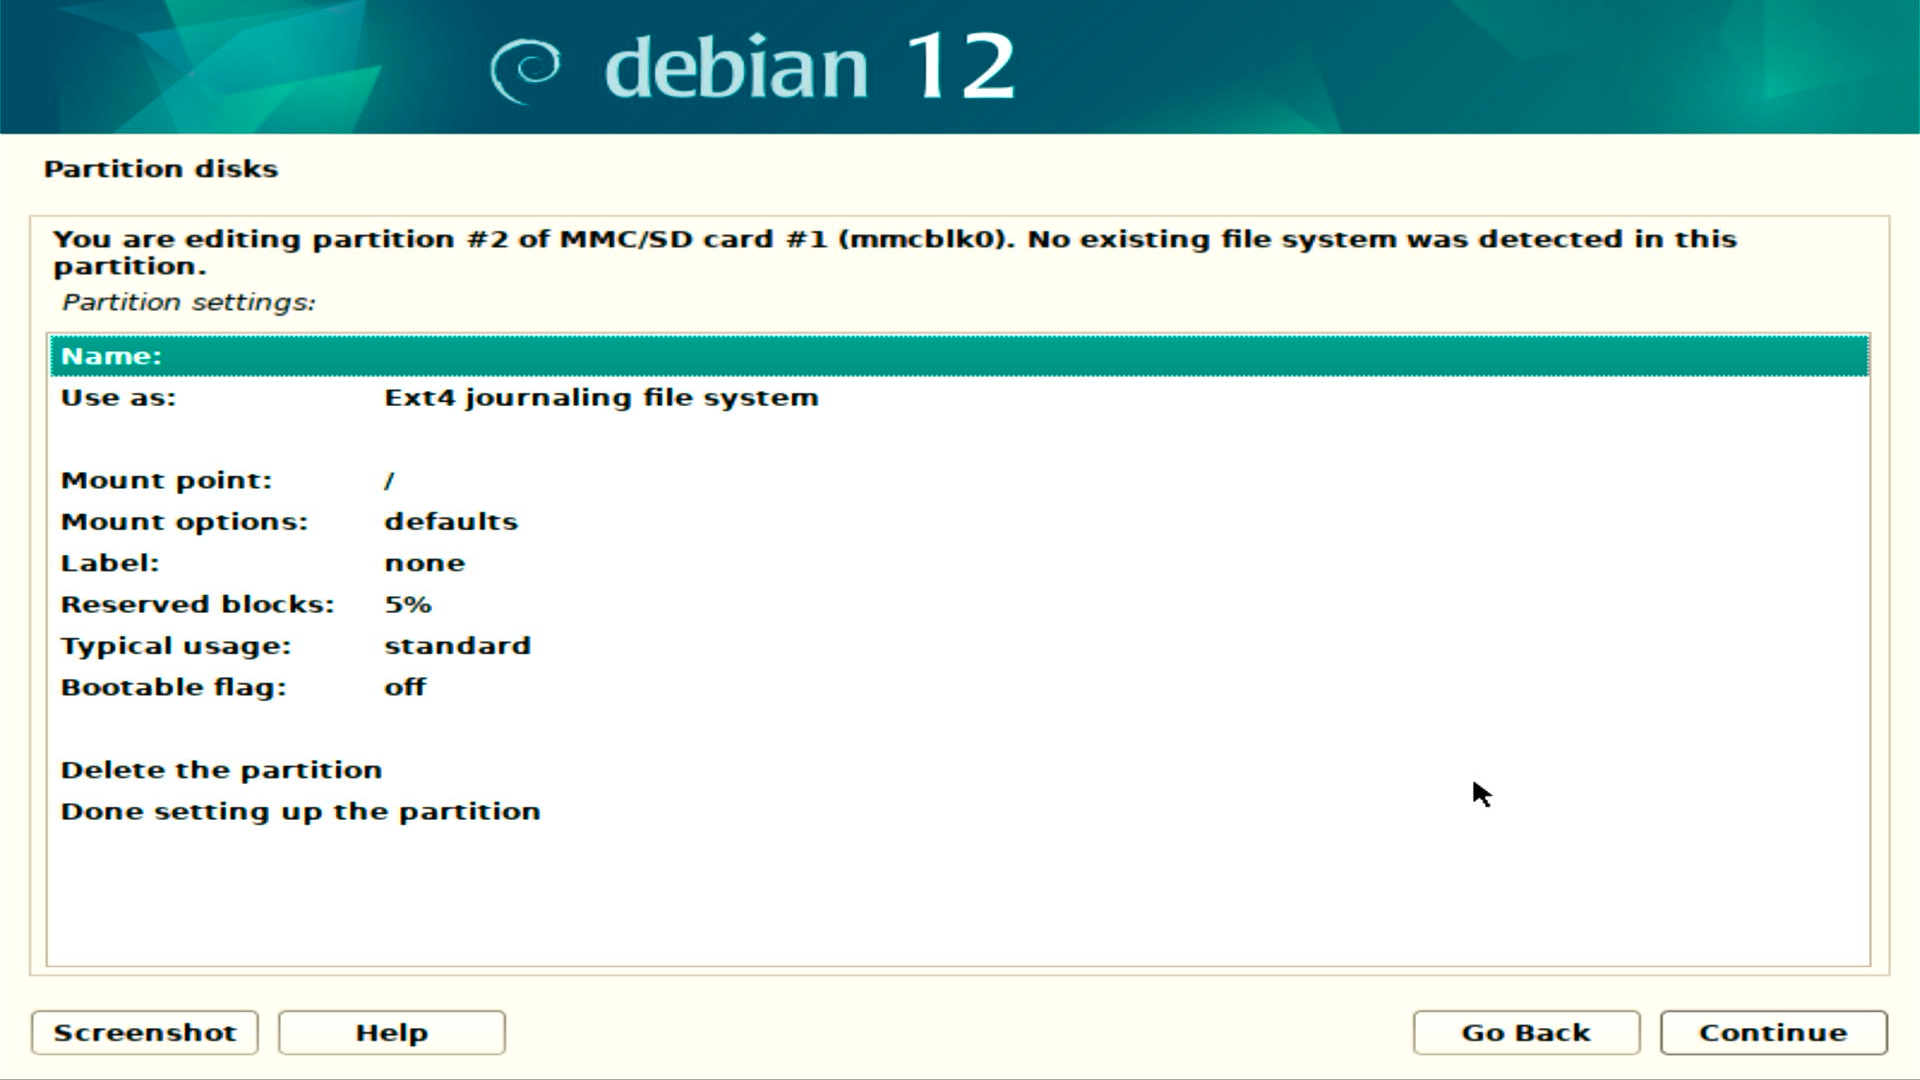 debian 12
Partition disks
You are editing partition #2 of MMC/SD card #1 (mmcblk0). No existing file system was detected in this
partition.
Partition settings:
Name:
Use as: Ext4 journaling file system
Mount point: /
Mount options: defaults
Label: none
Reserved blocks: 5%
Typical usage: standard
Bootable flag: off
Delete the partition
Done setting up the partition
Screenshot Help Go Back Continue